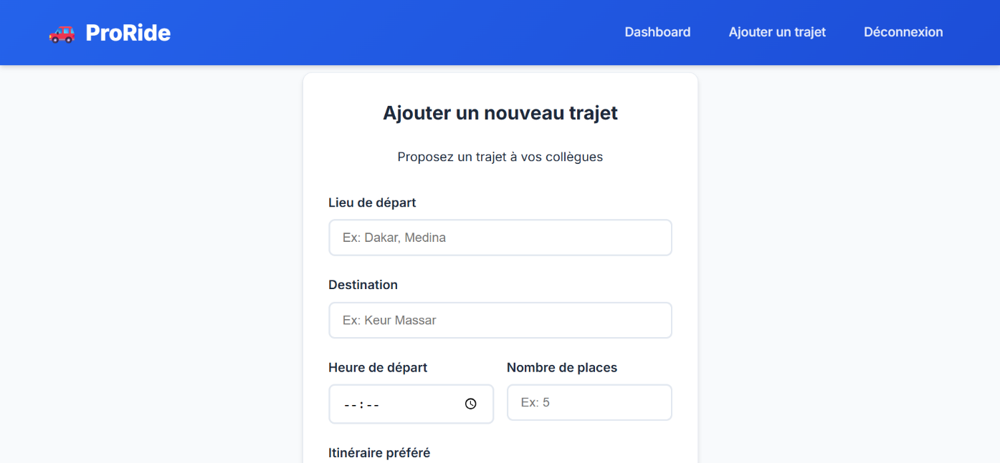 ProRide
Dashboard
Ajouter un trajet
Déconnexion
Ajouter un nouveau trajet
Proposez un trajet à vos collègues
Lieu de départ
Ex: Dakar, Medina
Destination
Ex: Keur Massar
Heure de départ
Nombre de places
--:--
Ex: 5
Itinéraire préféré